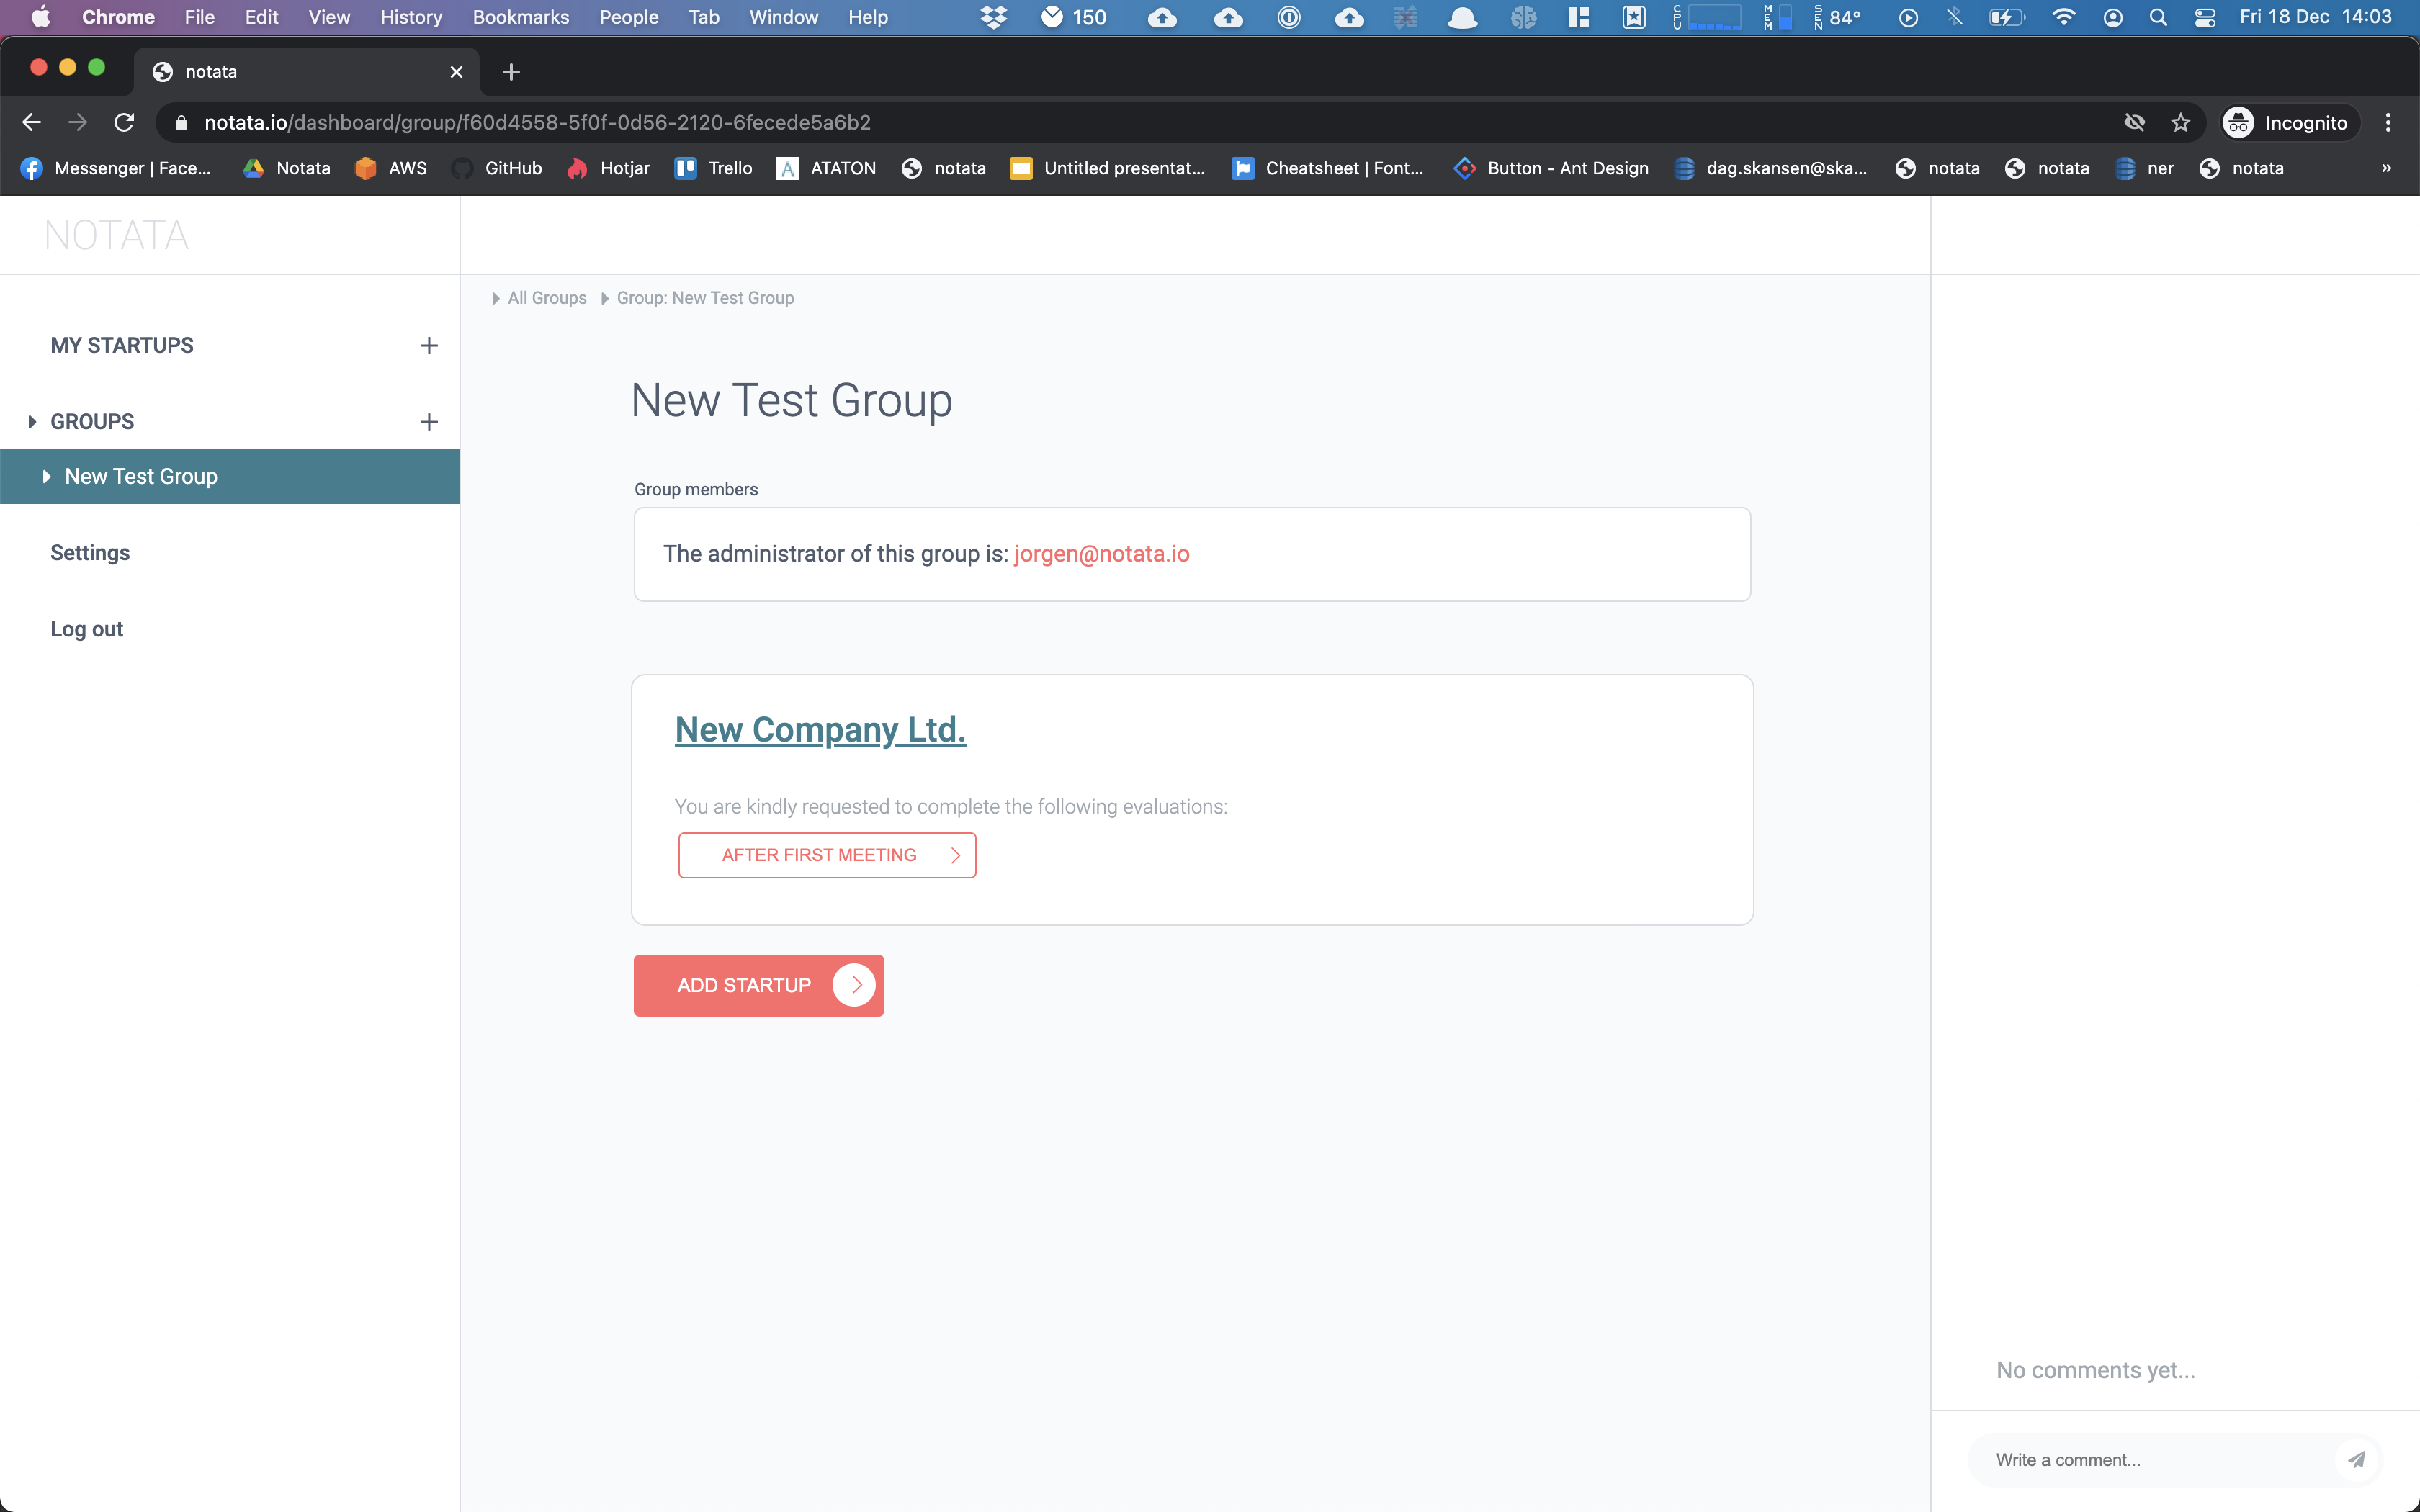 Chrome File Edit View History Bookmarks People Tab Window Help 150 CPU MEM SEN 84° Fri 18 Dec 14:03
notata
notata.io/dashboard/group/f60d4558-5f0f-0d56-2120-6fecede5a6b2 Incognito
Messenger | Face... Notata AWS GitHub Hotjar Trello ATATON notata Untitled presentat... Cheatsheet | Font... Button - Ant Design dag.skansen@ska... notata notata ner notata »
NOTATA
All Groups Group: New Test Group
MY STARTUPS
GROUPS
New Test Group
Settings
Log out
New Test Group
Group members
The administrator of this group is: jorgen@notata.io
New Company Ltd.
You are kindly requested to complete the following evaluations:
AFTER FIRST MEETING
ADD STARTUP
No comments yet...
Write a comment...